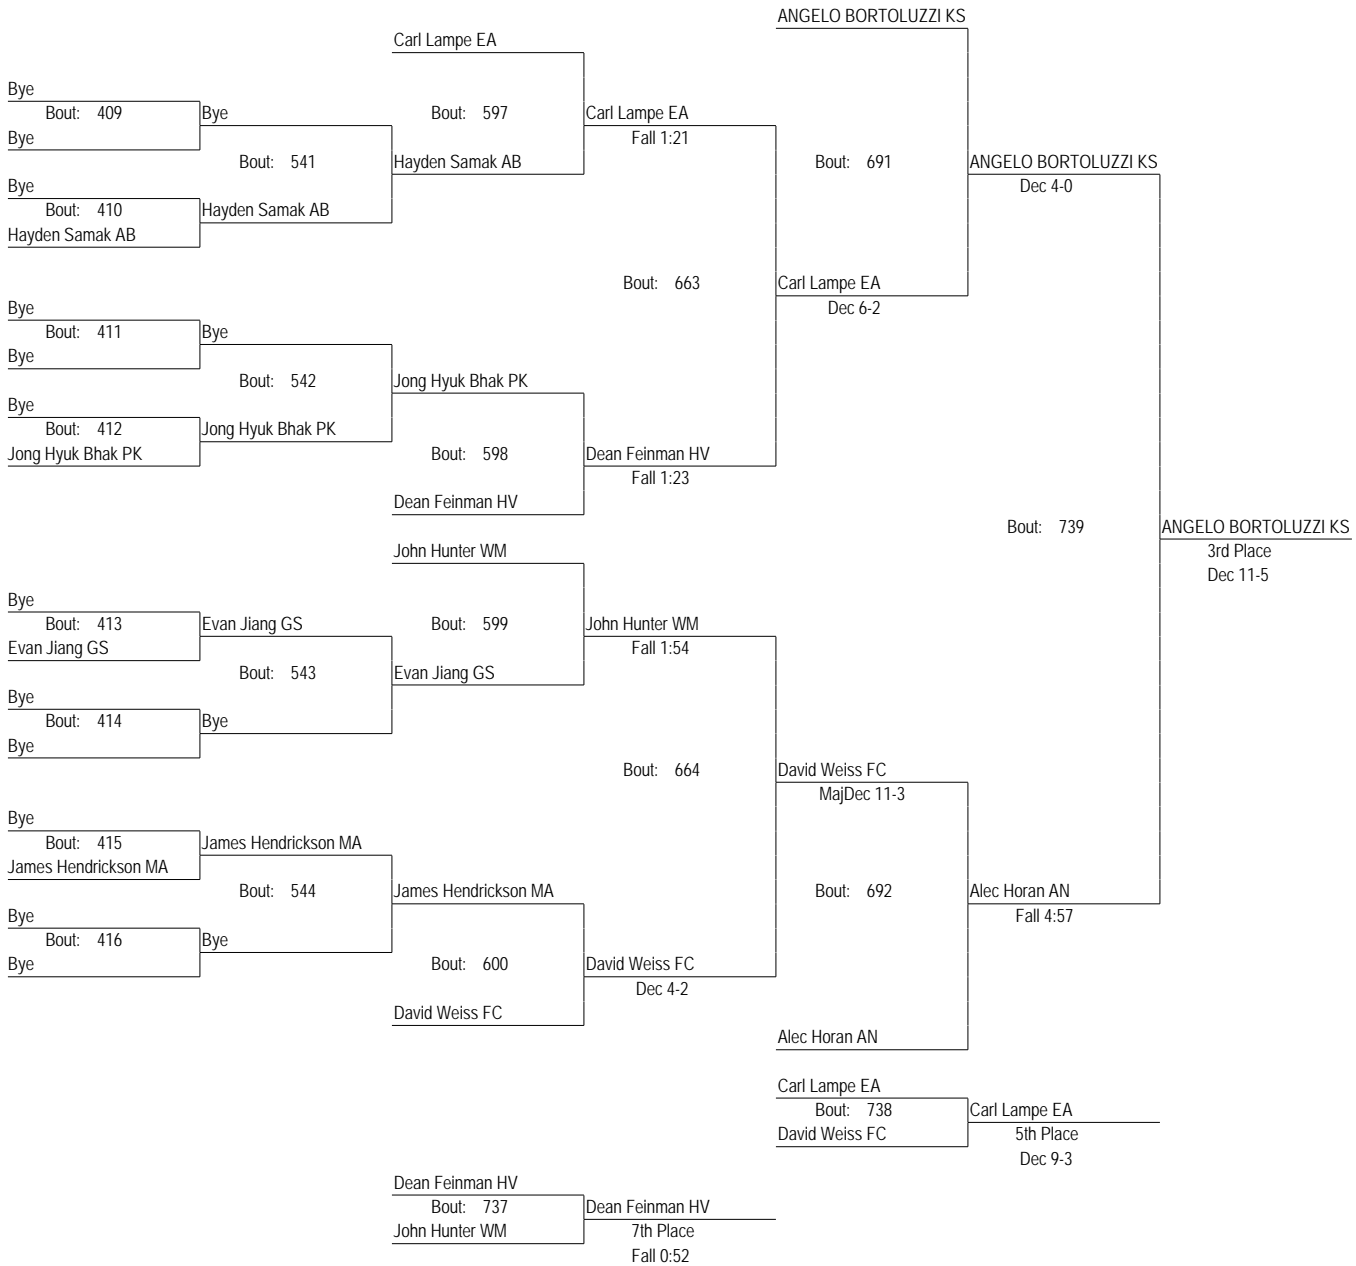 ANGELO BORTOLUZZI KS
Carl Lampe EA
Bye
Bout: 409
Bye
Bout: 597
Carl Lampe EA
Bye
Fall 1:21
Bout: 541
Hayden Samak AB
Bout: 691
ANGELO BORTOLUZZI KS
Bye
Dec 4-0
Bout: 410
Hayden Samak AB
Hayden Samak AB
Bout: 663
Carl Lampe EA
Bye
Dec 6-2
Bout: 411
Bye
Bye
Bout: 542
Jong Hyuk Bhak PK
Bye
Bout: 412
Jong Hyuk Bhak PK
Jong Hyuk Bhak PK
Bout: 598
Dean Feinman HV
Fall 1:23
Dean Feinman HV
Bout: 739
ANGELO BORTOLUZZI KS
John Hunter WM
3rd Place
Dec 11-5
Bye
Bout: 413
Evan Jiang GS
Bout: 599
John Hunter WM
Evan Jiang GS
Fall 1:54
Bout: 543
Evan Jiang GS
Bye
Bout: 414
Bye
Bye
Bout: 664
David Weiss FC
MajDec 11-3
Bye
Bout: 415
James Hendrickson MA
James Hendrickson MA
Bout: 544
James Hendrickson MA
Bout: 692
Alec Horan AN
Bye
Fall 4:57
Bout: 416
Bye
Bye
Bout: 600
David Weiss FC
Dec 4-2
David Weiss FC
Alec Horan AN
Carl Lampe EA
Bout: 738
Carl Lampe EA
David Weiss FC
5th Place
Dec 9-3
Dean Feinman HV
Bout: 737
Dean Feinman HV
John Hunter WM
7th Place
Fall 0:52